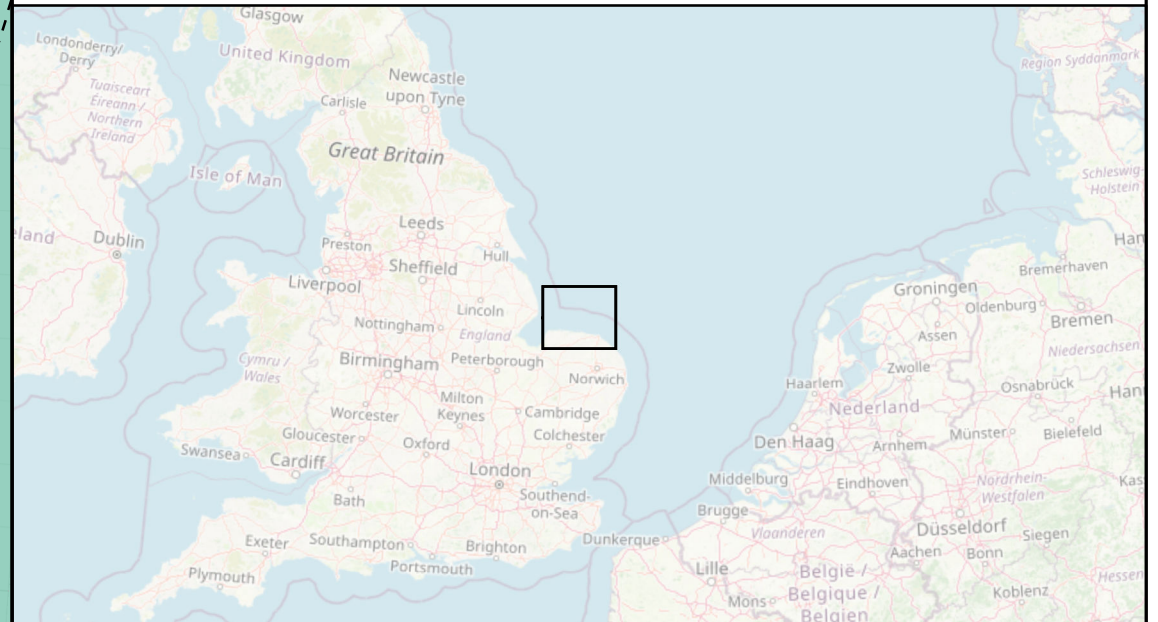 Glasgow
Londonderry/
Derry
United Kingdom
Region Syddanmark
Newcastle
upon Tyne
Tuaisceart
Éireann /
Northern
Ireland
Carlisle
Great Britain
Isle of Man
Schleswig-
Holstein
Leeds
eland
Dublin
Preston
Hull
Ham
Sheffield
Bremerhaven
Liverpool
Groningen
Lincoln
Oldenburg
Bremen
Nottingham
England
Assen
Niedersachsen
Cymru /
Wales
Birmingham
Peterborough
Zwolle
Norwich
Haarlem
Osnabrück
Han
Milton
Keynes
Nederland
Worcester
Cambridge
Gloucester
Oxford
Colchester
Den Haag
Arnhem
Münster
Bielefeld
Swansea
Cardiff
London
Middelburg
Eindhoven
Nordrhein-
Westfalen
Kas
Bath
Southend-
on-Sea
Brugge
Vlaanderen
Düsseldorf
Siegen
Exeter
Southampton
Brighton
Dunkerque
Aachen
Bonn
Plymouth
Portsmouth
Lille
België /
Belgique /
Belgien
Hessen
Koblenz
Mons